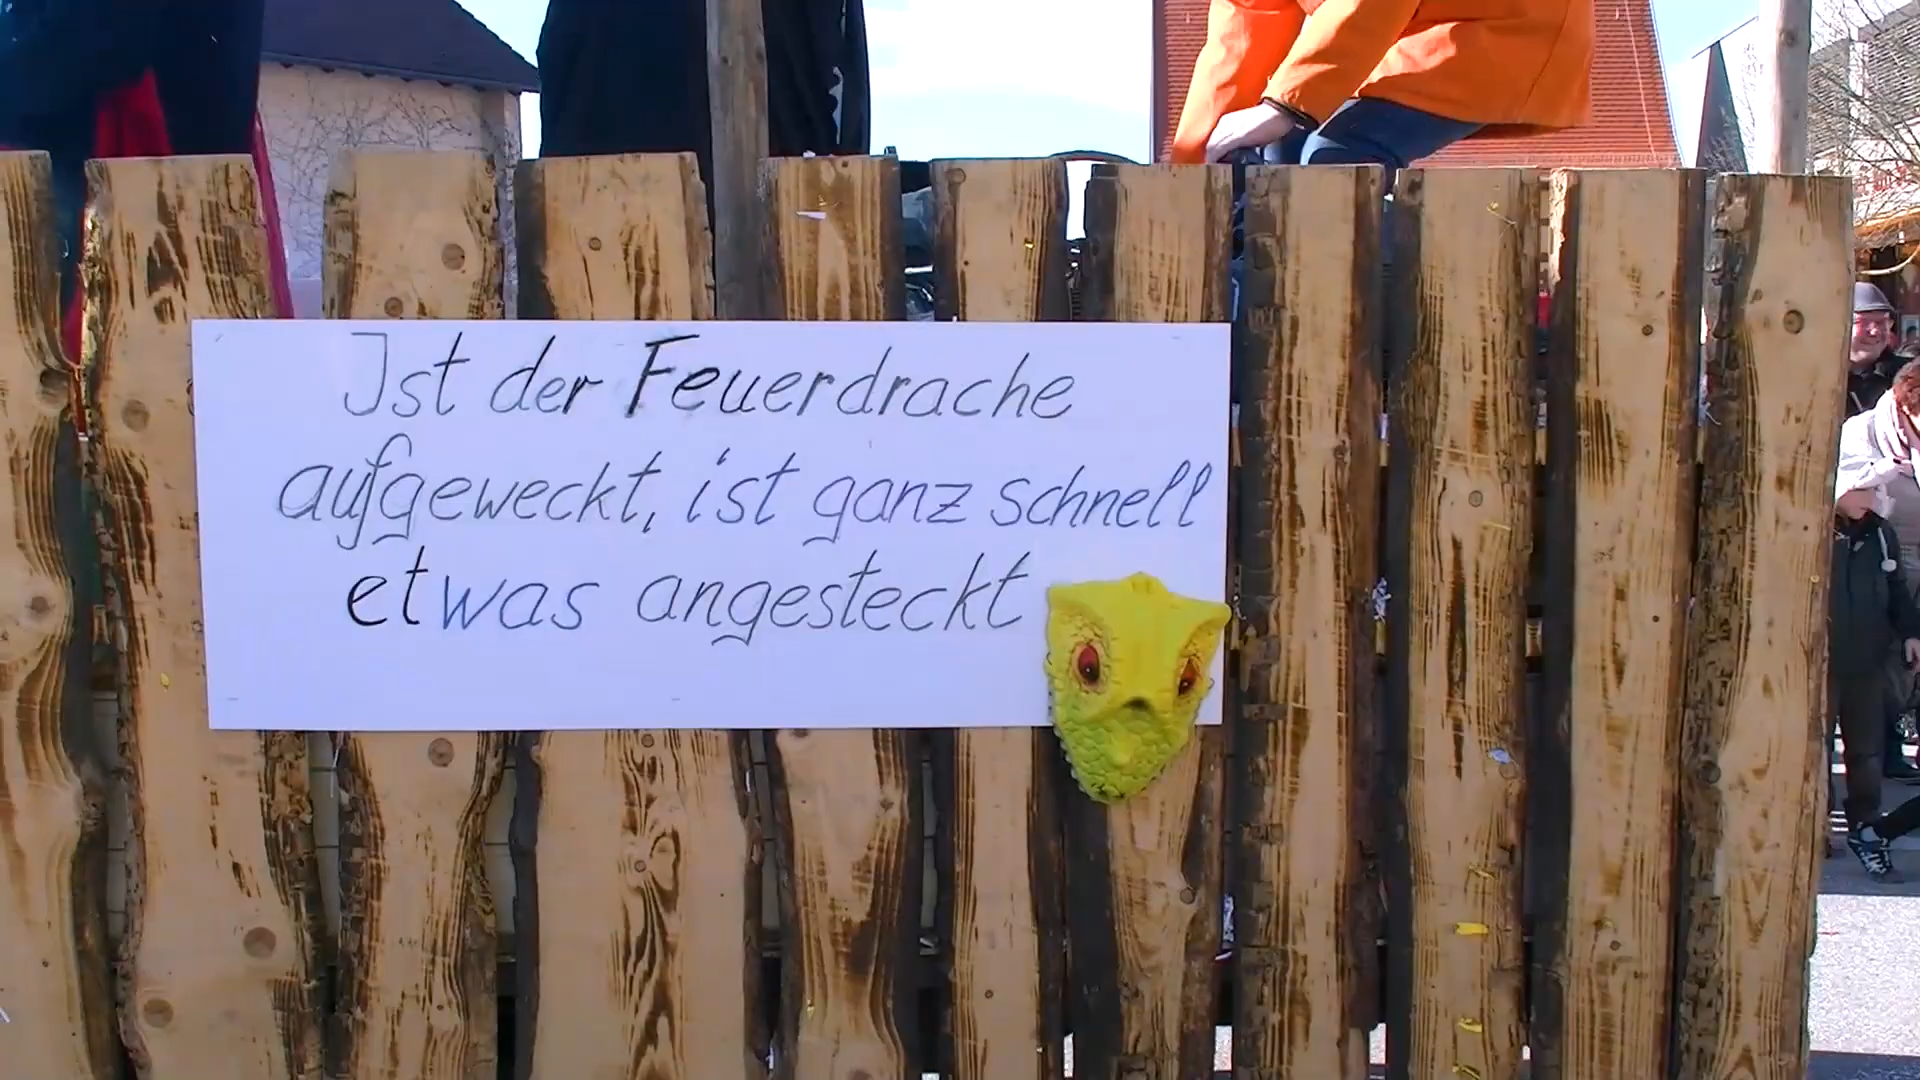 Ist der Feuerdrache
aufgeweckt, ist ganz schnell
etwas angesteckt